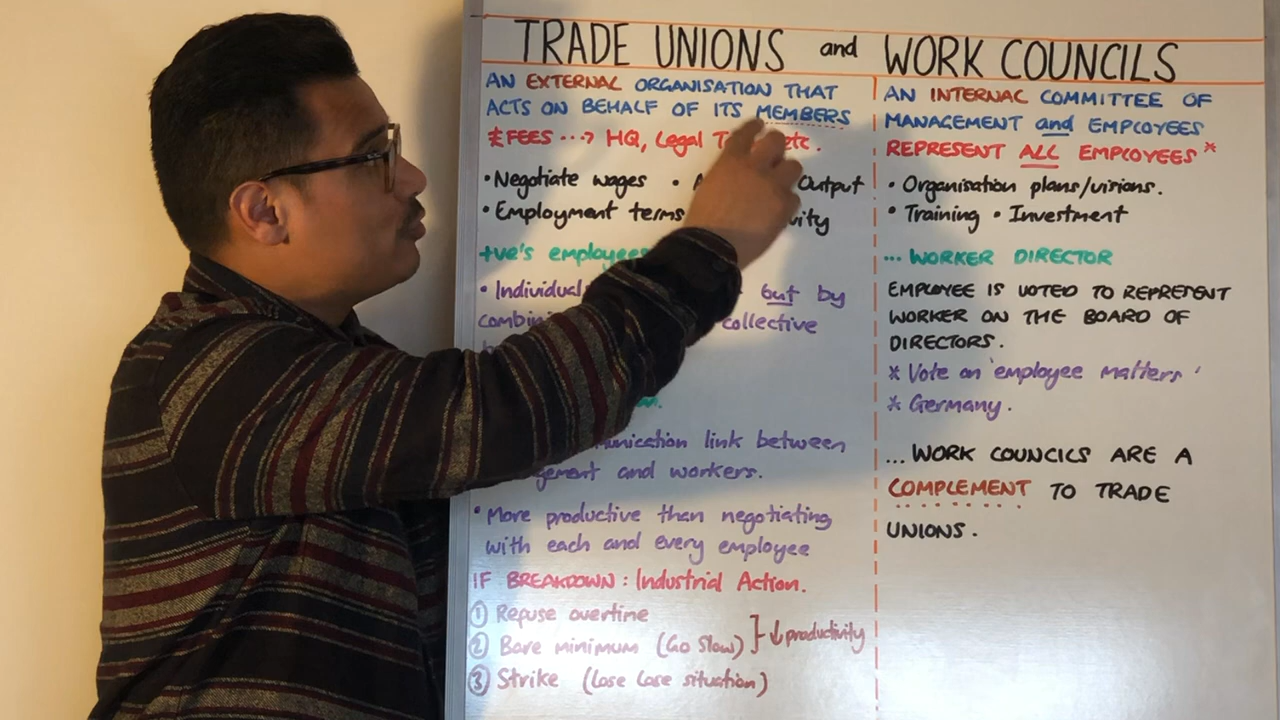 TRADE UNIONS and WORK COUNCILS
AN EXTERNAL ORGANISATION THAT
ACTS ON BEHALF OF ITS MEMBERS
FEES ---> HQ, Legal etc.
• Negotiate wages • Output
• Employment terms
+ve's employees
• Individual but by
collective
link between
and workers.
• More productive than negotiating
with each and every employee
IF BREAKDOWN: Industrial Action.
① Refuse overtime
② Bare minimum (Go Slow) ↓ productivity
③ Strike (Lose Lose situation)
AN INTERNAL COMMITTEE OF
MANAGEMENT and EMPLOYEES
REPRESENT ALL EMPLOYEES *
• Organisation plans/visions.
• Training • Investment
... WORKER DIRECTOR
EMPLOYEE IS VOTED TO REPRESENT
WORKER ON THE BOARD OF
DIRECTORS.
* Vote on 'employee matters'
* Germany.
...WORK COUNCILS ARE A
COMPLEMENT TO TRADE
UNIONS.